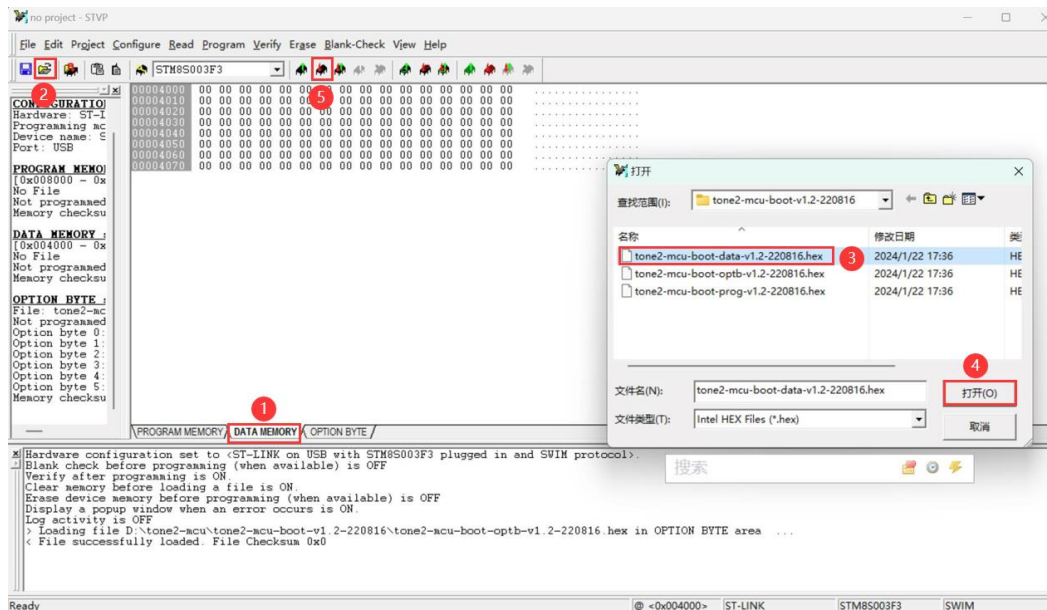 no project - STVP
File Edit Project Configure Read Program Verify Erase Blank-Check View Help
2
STM8S003F3
5
CONFIGURATIO
Hardware: ST-L
Programming mc
Device name: S
Port: USB
PROGRAM MEMO
[0x008000 - 0x
No File
Not programmed
Memory checksu
DATA MEMORY :
[0x004000 - 0x
No File
Not programmed
Memory checksu
OPTION BYTE :
File: tone2-mc
Not programmed
Option byte 0:
Option byte 1:
Option byte 2:
Option byte 3:
Option byte 4:
Option byte 5:
Memory checksu
00004000 00 00 00 00 00 00 00 00 00 00 00 00 00 00 ................
00004010 00 00 00 00 00 00 00 00 00 00 00 00 00 ................
00004020 00 00 00 00 00 00 00 00 00 00 00 00 00 00 ................
00004030 00 00 00 00 00 00 00 00 00 00 00 00 00 00 00 00 ................
00004040 00 00 00 00 00 00 00 00 00 00 00 00 00 00 00 00 ................
00004050 00 00 00 00 00 00 00 00 00 00 00 00 00 00 00 00
00004060 00 00 00 00 00 00 00 00 00 00 00 00 00 00 00 00
00004070 00 00 00 00 00 00 00 00 00 00 00 00 00 00 00 00
1
PROGRAM MEMORY DATA MEMORY OPTION BYTE
打开
查找范围(I): tone2-mcu-boot-v1.2-220816
名称 修改日期 类
tone2-mcu-boot-data-v1.2-220816.hex 3 2024/1/22 17:36 HE
tone2-mcu-boot-optb-v1.2-220816.hex 2024/1/22 17:36 HE
tone2-mcu-boot-prog-v1.2-220816.hex 2024/1/22 17:36 HE
4
文件名(N): tone2-mcu-boot-data-v1.2-220816.hex 打开(O)
文件类型(T): Intel HEX Files (*.hex) 取消
搜索
Hardware configuration set to <ST-LINK on USB with STM8S003F3 plugged in and SWIM protocol>.
Blank check before programming (when available) is OFF
Verify after programming is ON.
Clear memory before loading a file is ON.
Erase device memory before programming (when available) is OFF
Display a popup window when an error occurs is ON.
Log activity is OFF
> Loading file D:\tone2-mcu\tone2-mcu-boot-v1.2-220816\tone2-mcu-boot-optb-v1.2-220816.hex in OPTION BYTE area ...
< File successfully loaded. File Checksum 0x0
Ready @ <0x004000> ST-LINK STM8S003F3 SWIM